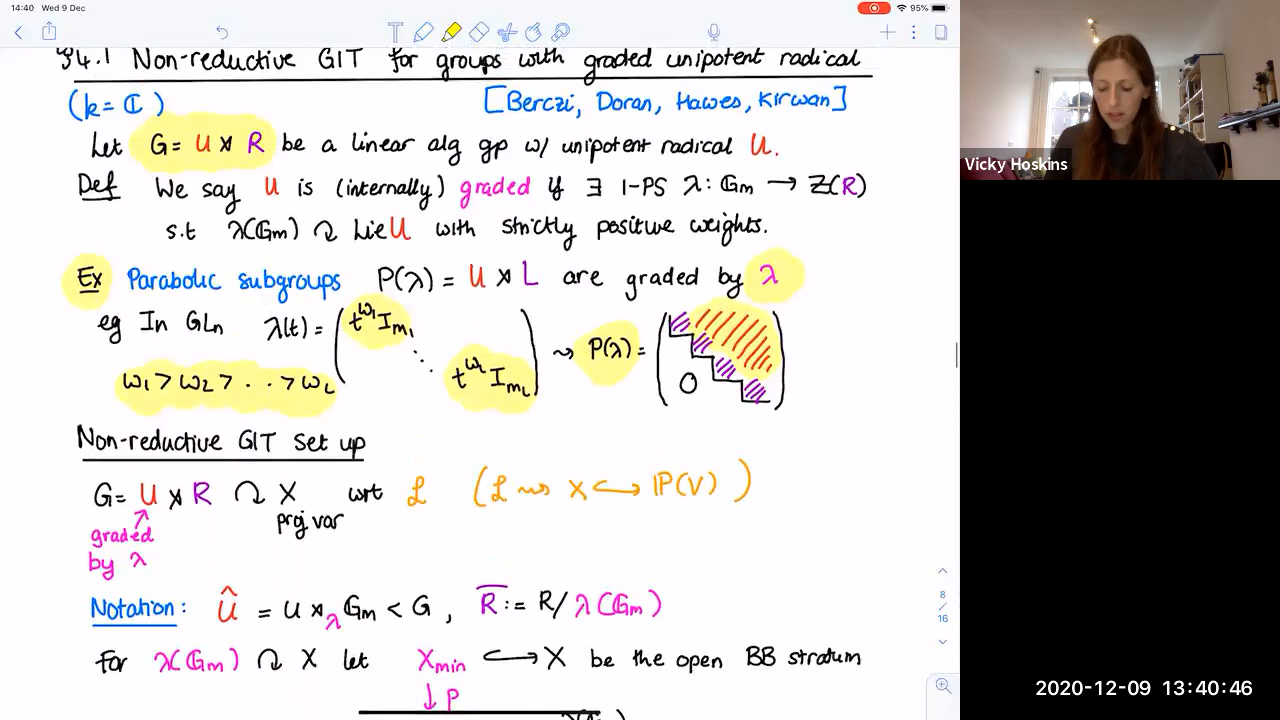 14:40 Wed 9 Dec
95%
§4.1 Non-reductive GIT for groups with graded unipotent radical
(k = ℂ) [Berczi, Doran, Hawes, Kirwan]
Let G = U ⋊ R be a linear alg gp w/ unipotent radical U.
Def We say U is (internally) graded if ∃ 1-PS λ: 𝔾m → Z(R)
s.t λ(𝔾m) ↷ Lie U with strictly positive weights.
Ex Parabolic subgroups P(λ) = U ⋊ L are graded by λ
eg In GLn λ(t) = ( t^ω1 I_m1 ⋱ t^ωl I_ml ) ⇝ P(λ) = ( 0 )
ω1 > ω2 > ... > ωl
Non-reductive GIT set up
G = U ⋊ R ↷ X wrt ℒ (ℒ ⇝ X ↪ ℙ(V))
proj var
graded
by λ
Notation: Û = U ⋊λ 𝔾m < G, R̄ := R/λ(𝔾m)
For λ(𝔾m) ↷ X let Xmin ↪ X be the open BB stratum
↓ p
8
/
16
Vicky Hoskins
2020-12-09 13:40:46